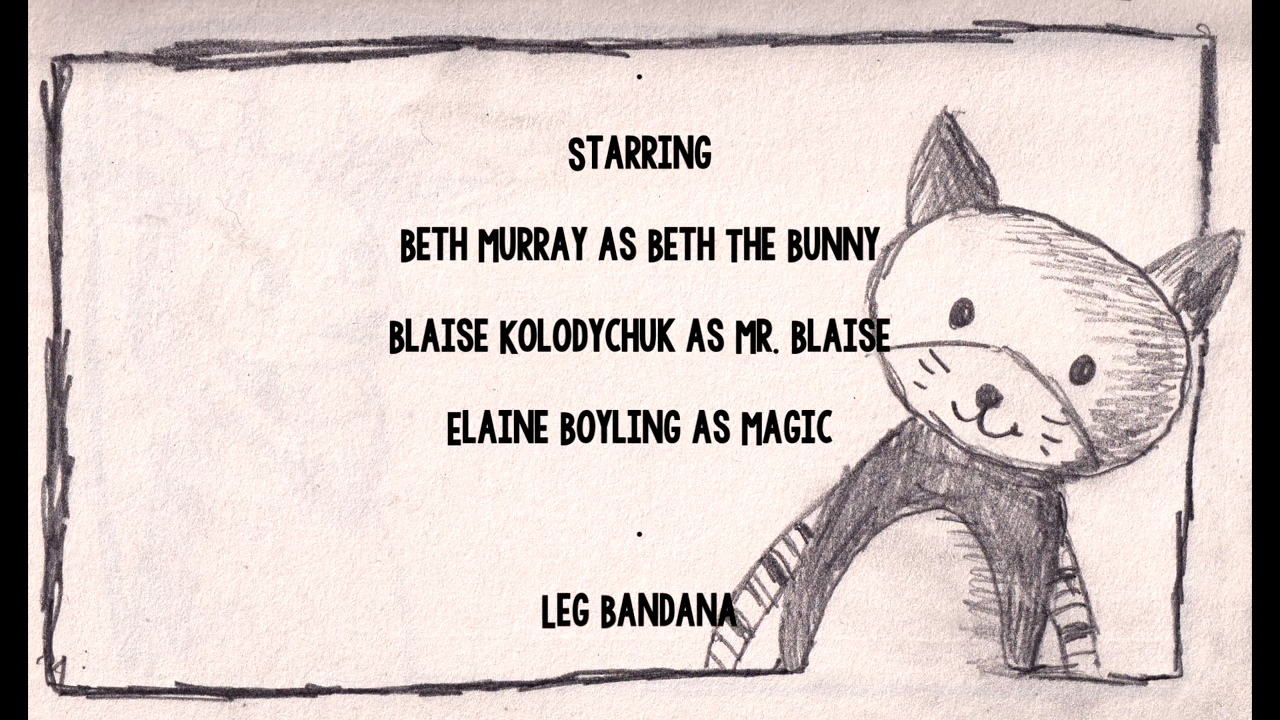 STARRING
BETH MURRAY AS BETH THE BUNNY
BLAISE KOLODYCHUK AS MR. BLAISE
ELAINE BOYLING AS MAGIC
LEG BANDANA